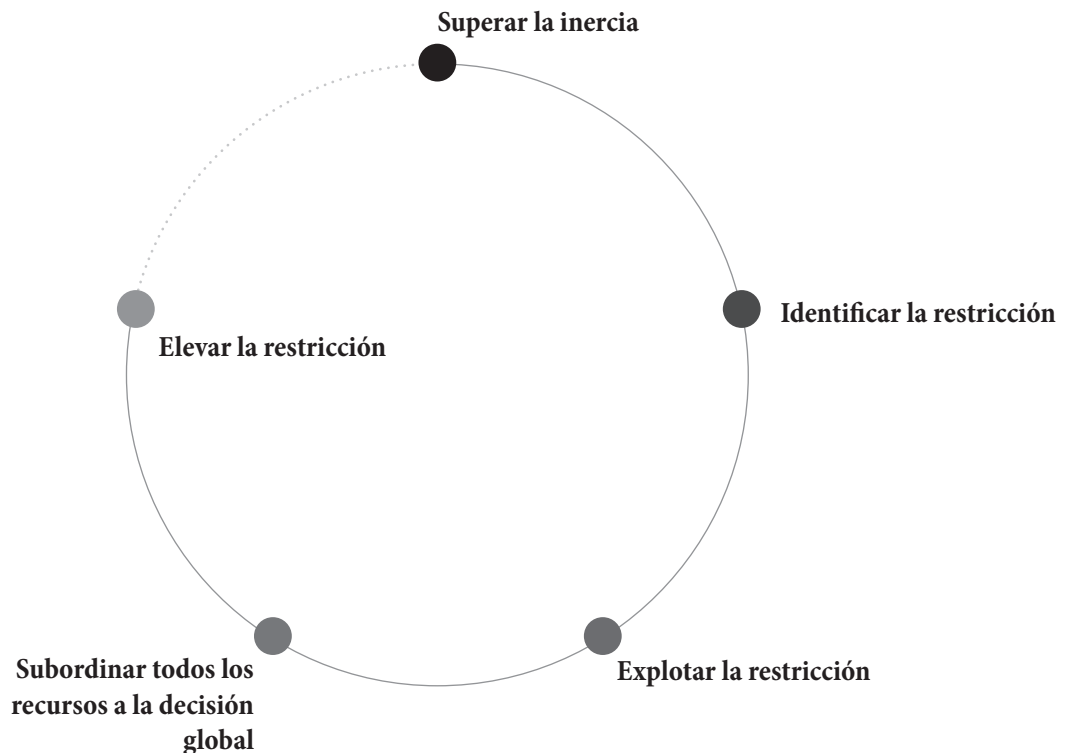 Superar la inercia
Identificar la restricción
Elevar la restricción
Explotar la restricción
Subordinar todos los
recursos a la decisión
global